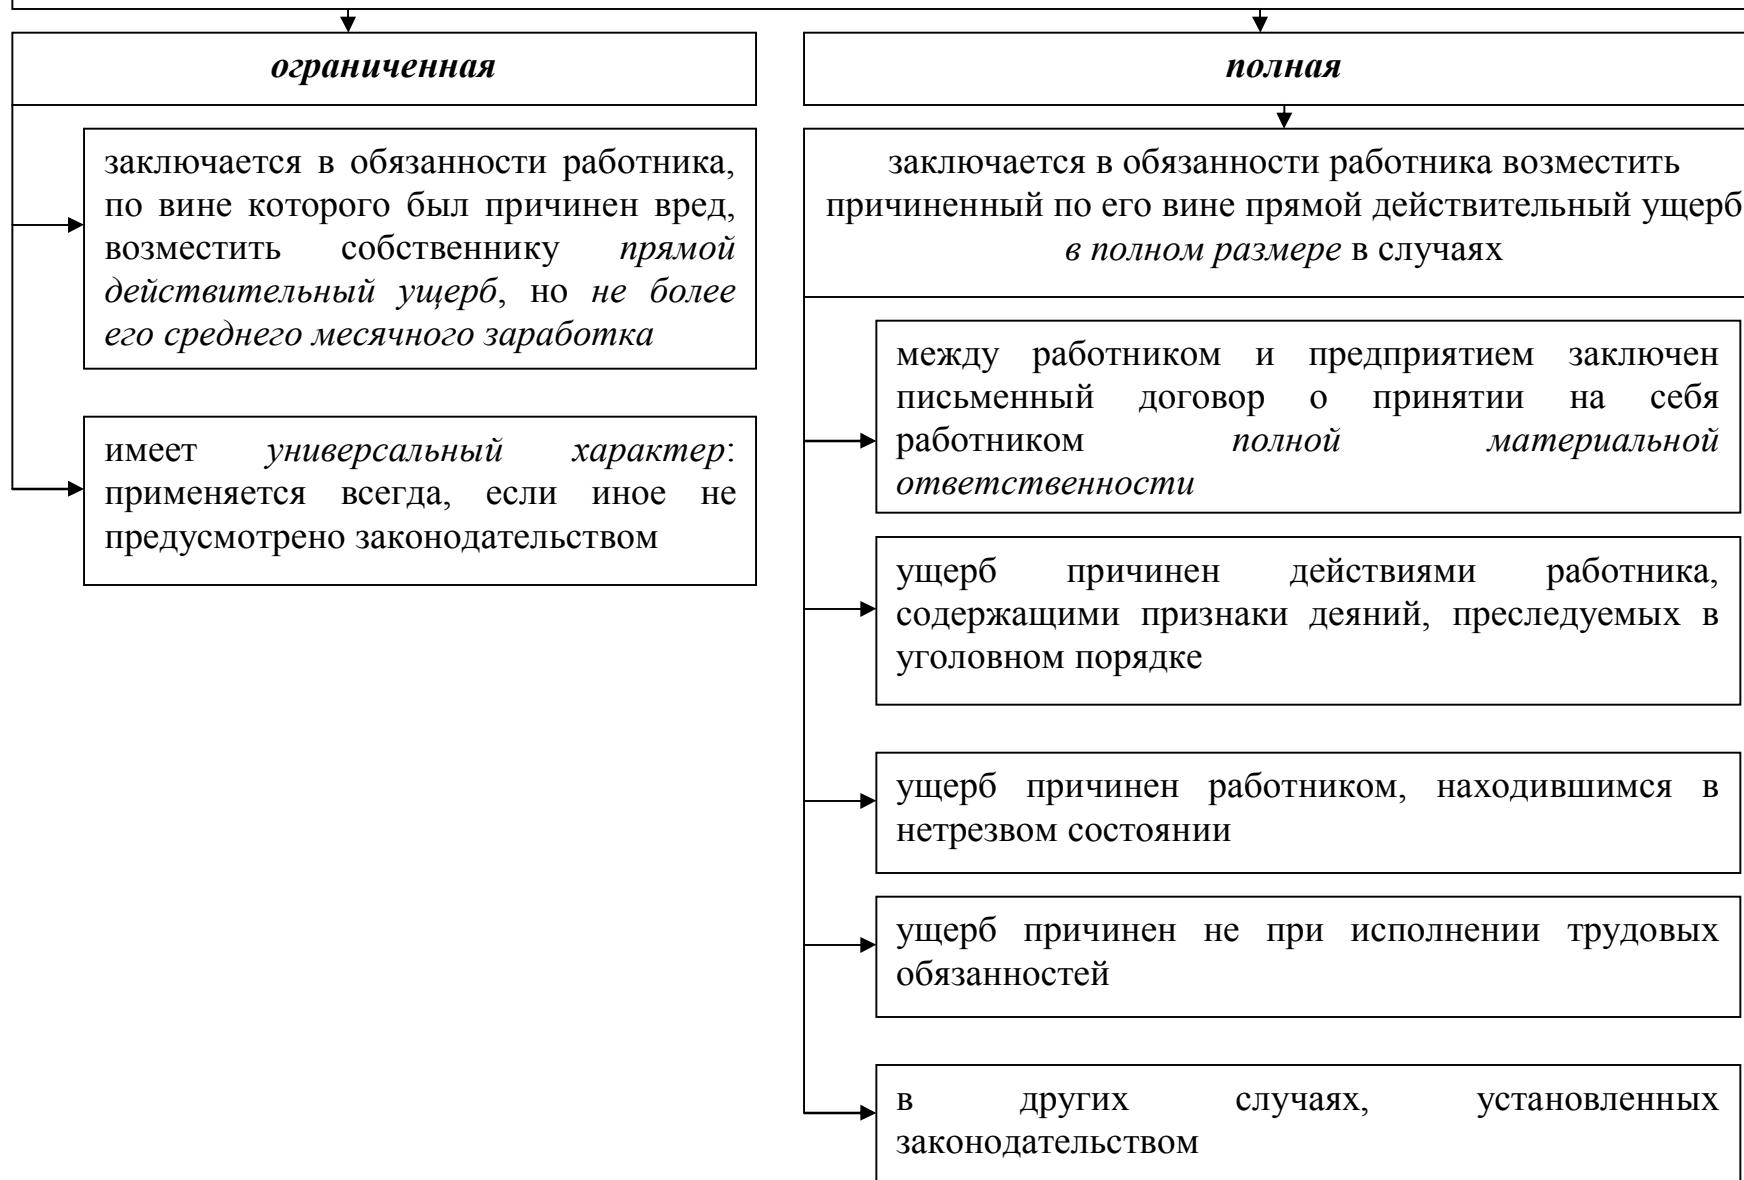 ограниченная
заключается в обязанности работника,
по вине которого был причинен вред,
возместить собственнику прямой
действительный ущерб, но не более
его среднего месячного заработка
имеет универсальный характер:
применяется всегда, если иное не
предусмотрено законодательством
полная
заключается в обязанности работника возместить
причиненный по его вине прямой действительный ущерб
в полном размере в случаях
между работником и предприятием заключен
письменный договор о принятии на себя
работником полной материальной
ответственности
ущерб причинен действиями работника,
содержащими признаки деяний, преследуемых в
уголовном порядке
ущерб причинен работником, находившимся в
нетрезвом состоянии
ущерб причинен не при исполнении трудовых
обязанностей
в других случаях, установленных
законодательством